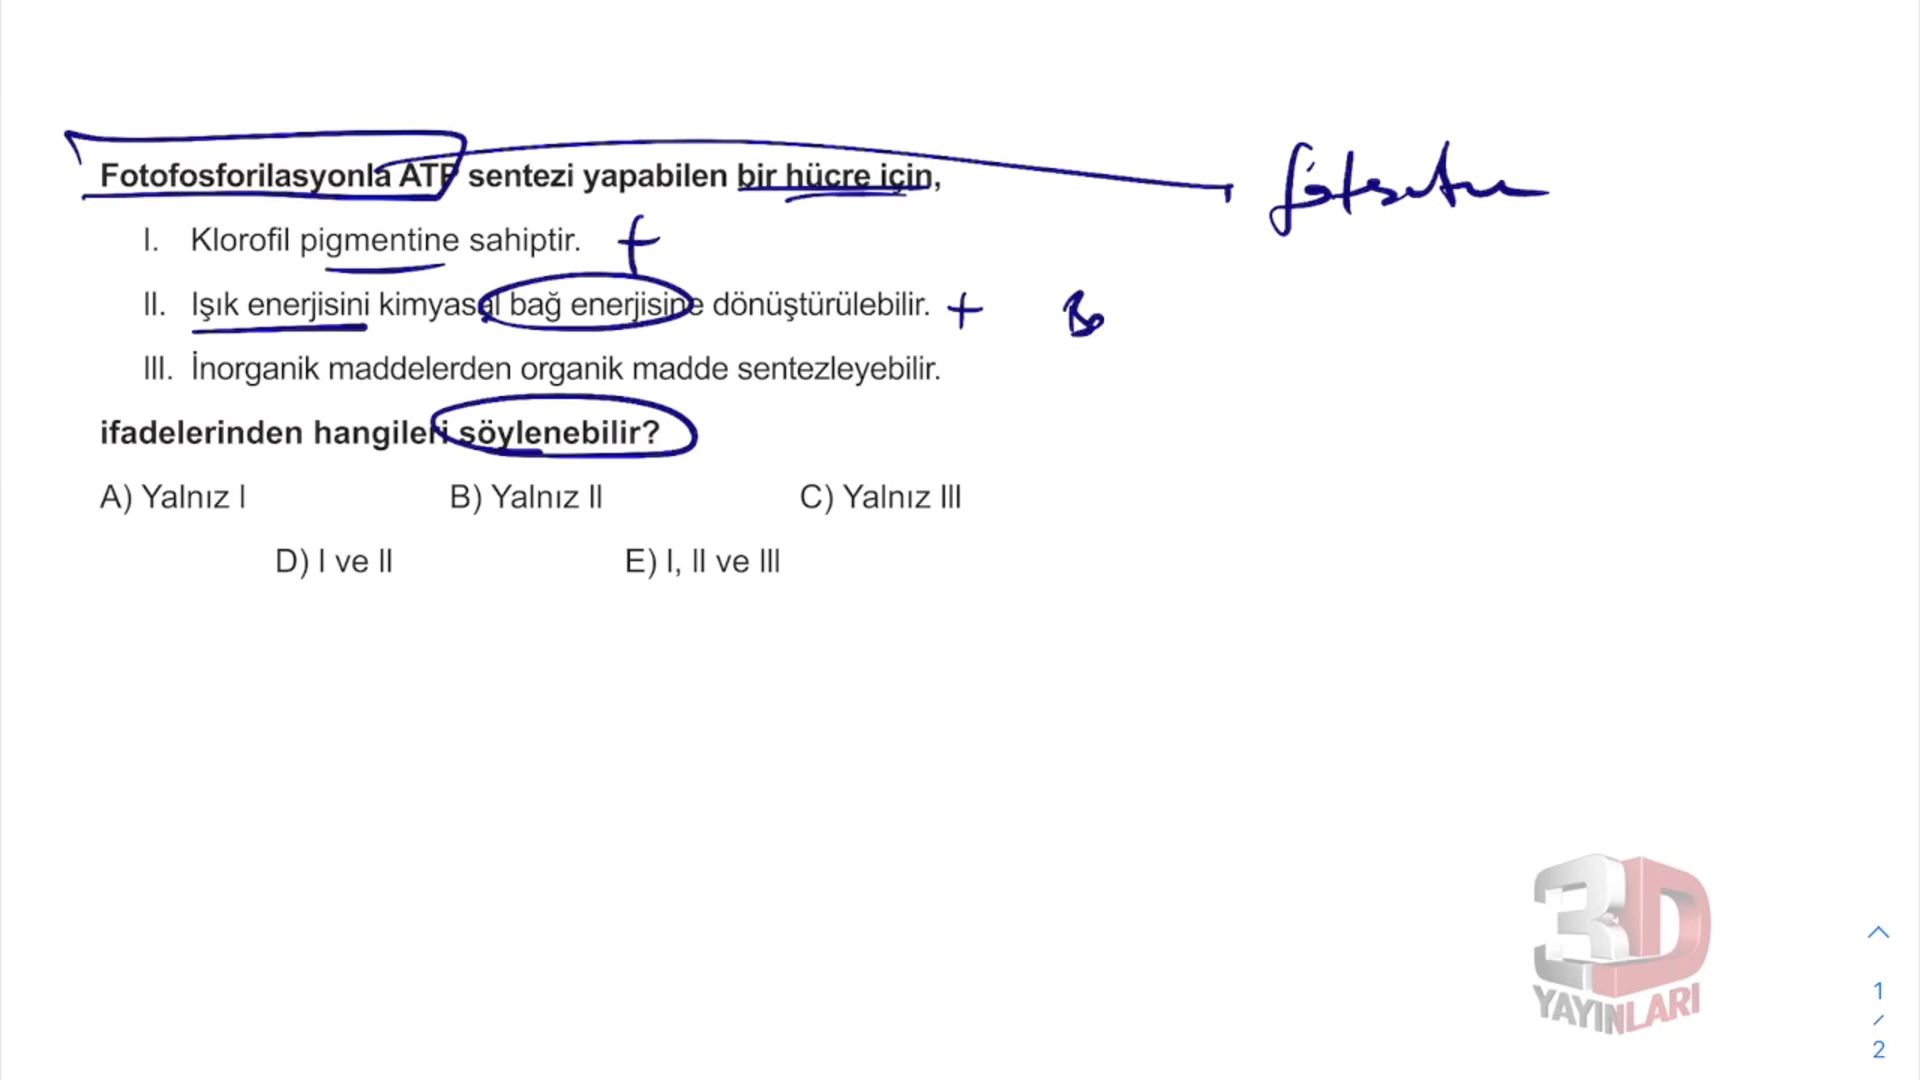 Fotofosforilasyonla ATP sentezi yapabilen bir hücre için,
I. Klorofil pigmentine sahiptir. +
II. Işık enerjisini kimyasal bağ enerjisine dönüştürülebilir. +
III. İnorganik maddelerden organik madde sentezleyebilir.
ifadelerinden hangileri söylenebilir?
A) Yalnız I B) Yalnız II C) Yalnız III
D) I ve II E) I, II ve III
3D
YAYINLARI
1
/
2